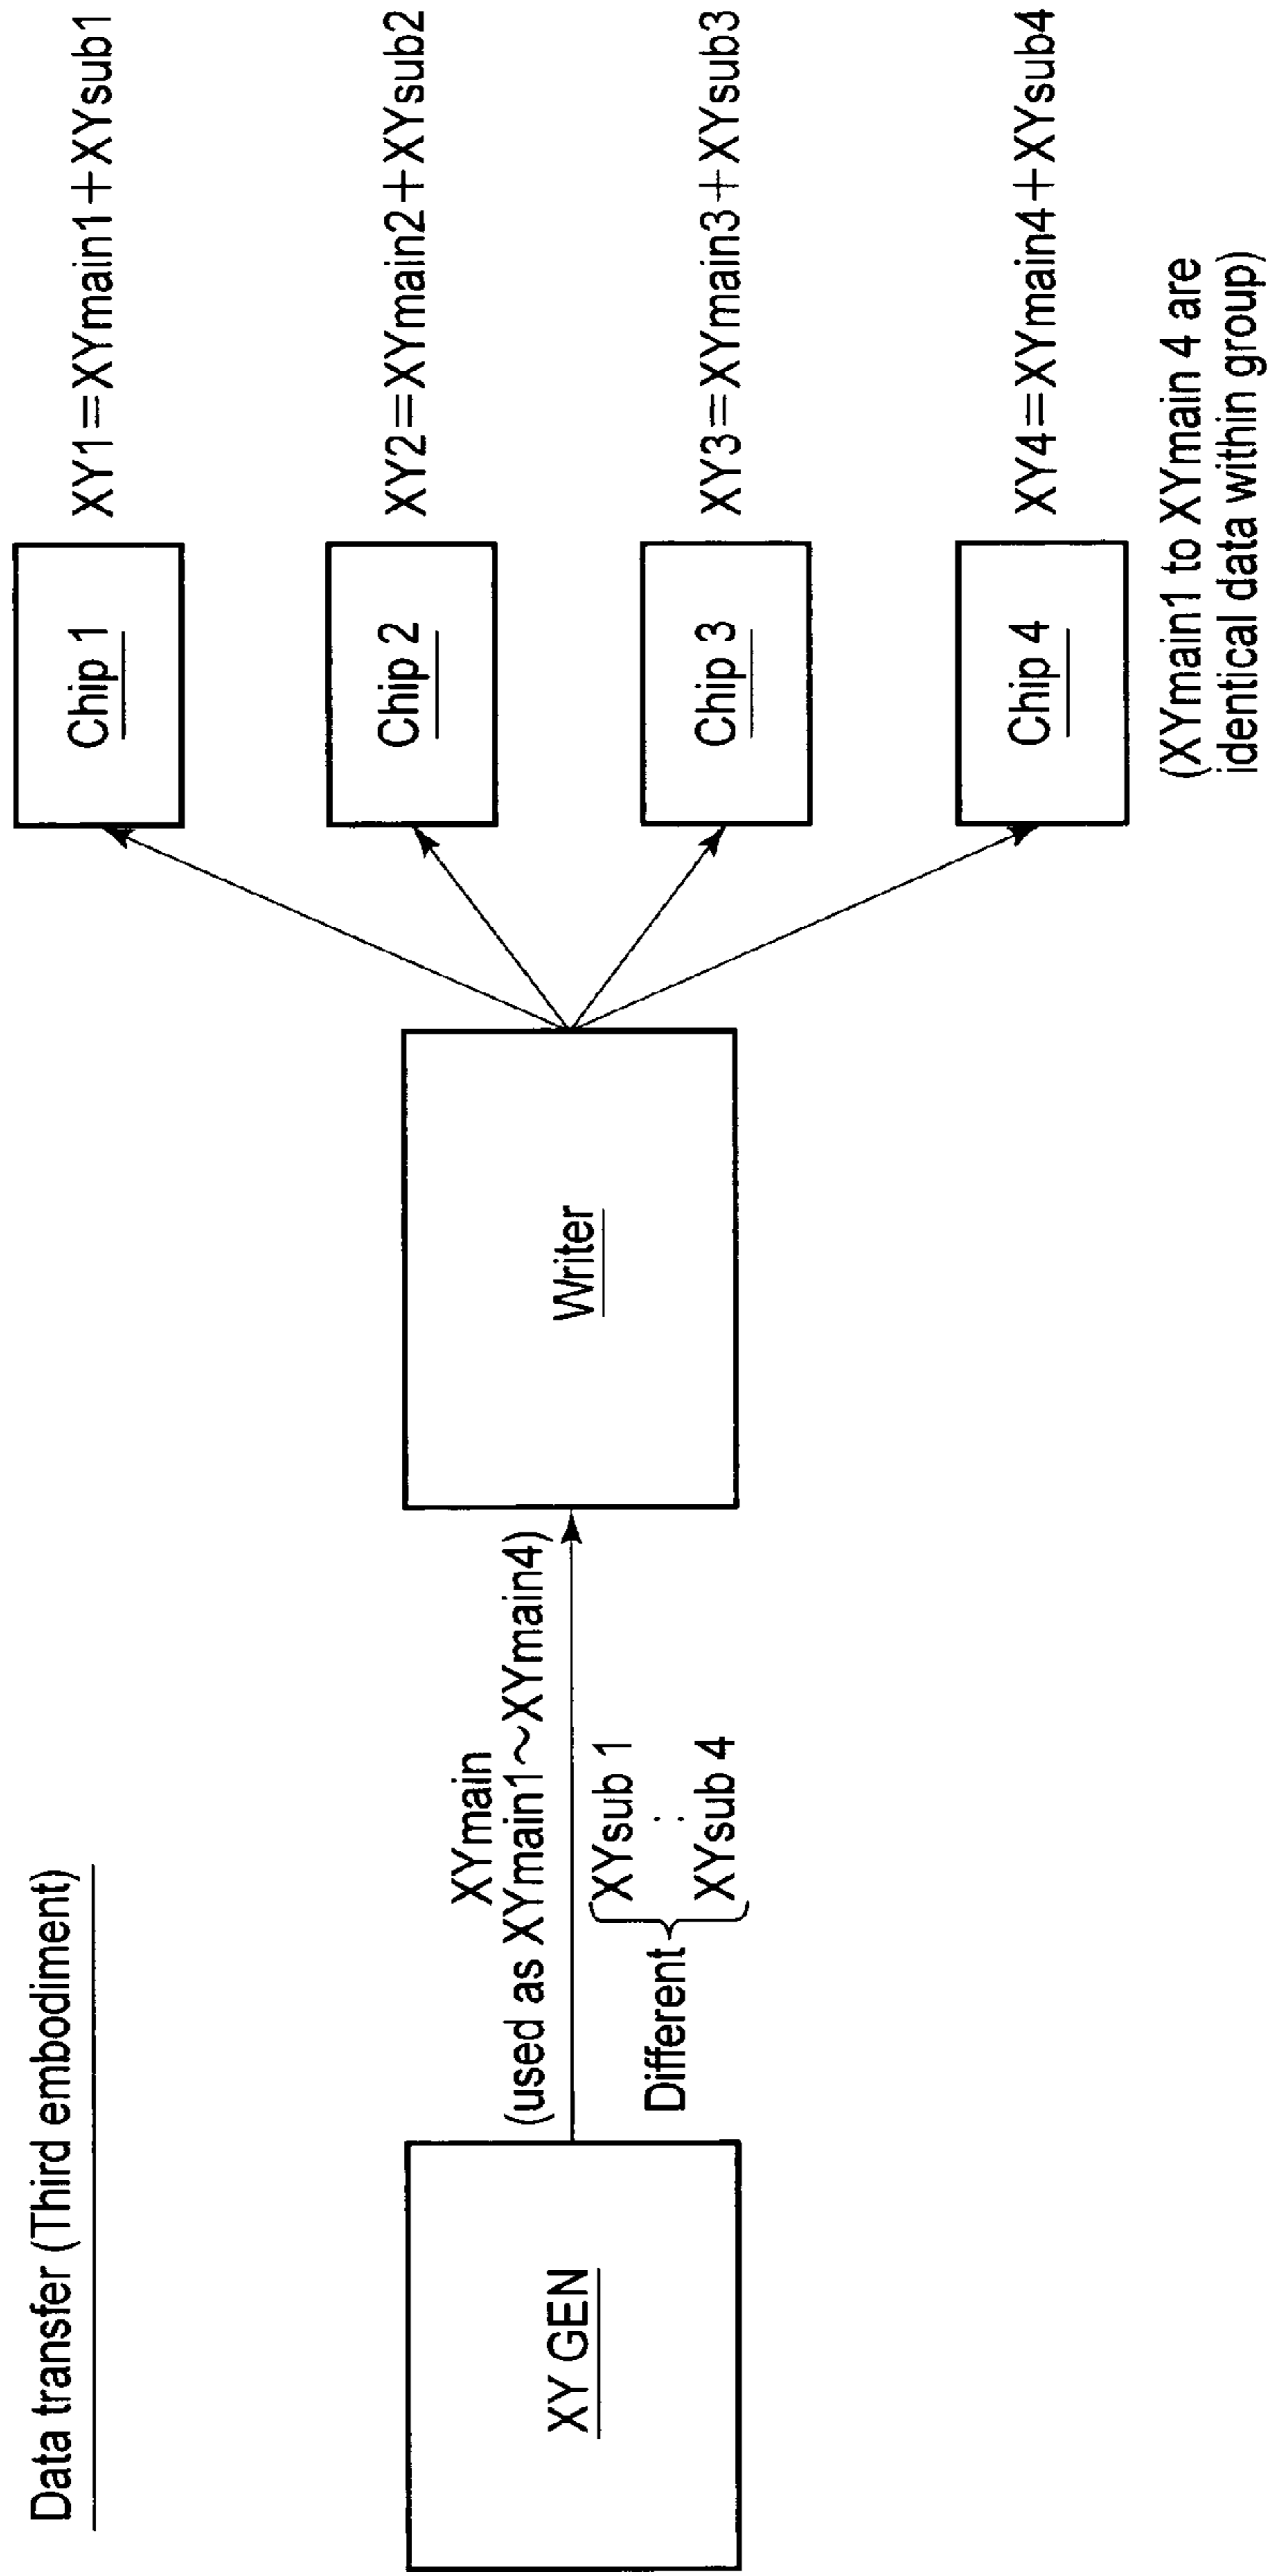 Data transfer (Third embodiment)
XY GEN
XYmain
(used as XYmain1~XYmain4)
Different
XYsub 1
:
XYsub 4
Writer
Chip 1
XY1=XYmain1+XYsub1
Chip 2
XY2=XYmain2+XYsub2
Chip 3
XY3=XYmain3+XYsub3
Chip 4
XY4=XYmain4+XYsub4
(XYmain1 to XYmain 4 are
identical data within group)